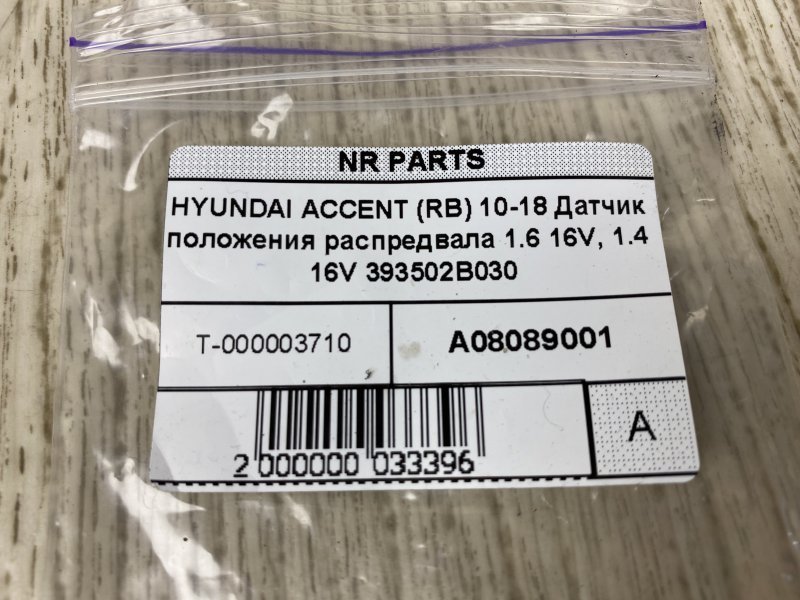 NR PARTS
HYUNDAI ACCENT (RB) 10-18 Датчик
положения распредвала 1.6 16V, 1.4
16V 393502B030
T-000003710
A08089001
2 000000 033396
A